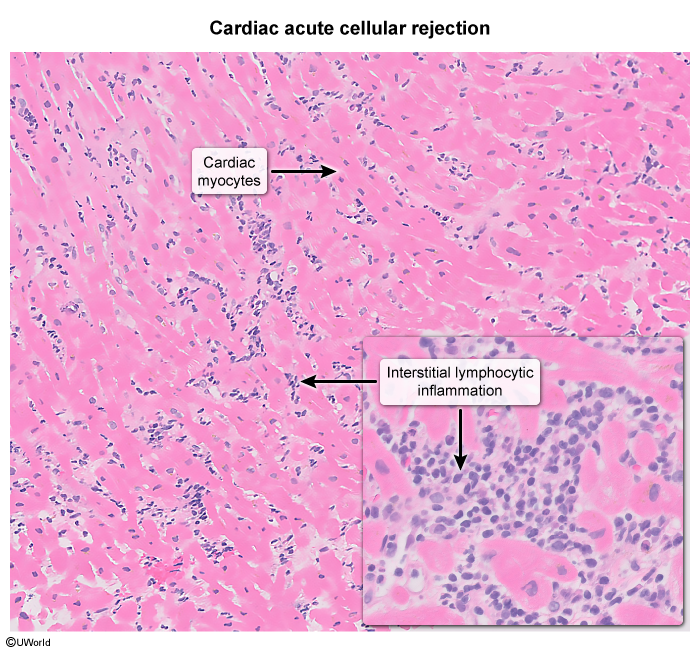 Cardiac acute cellular rejection
Cardiac
myocytes
Interstitial lymphocytic
inflammation
©UWorld